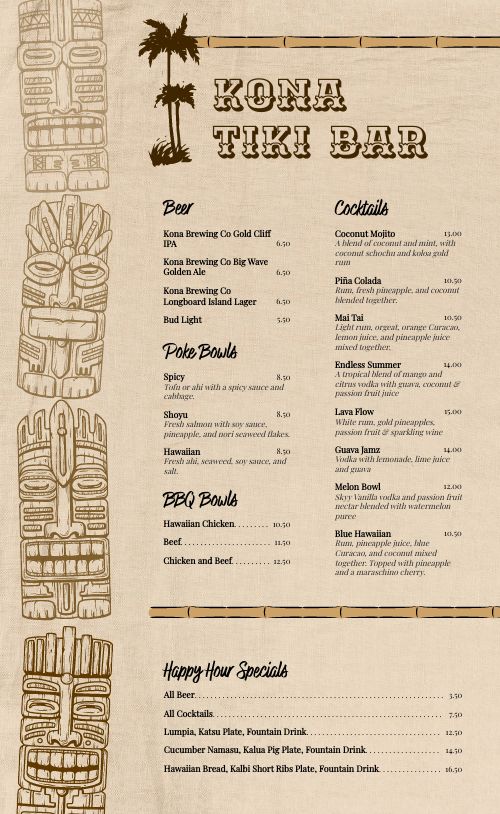 KONA
TIKI BAR
Beer
Kona Brewing Co Gold Cliff
IPA 6.50
Kona Brewing Co Big Wave
Golden Ale 6.50
Kona Brewing Co
Longboard Island Lager 6.50
Bud Light 5.50
Poke Bowls
Spicy 8.50
Tofu or ahi with a spicy sauce and
cabbage.
Shoyu 8.50
Fresh salmon with soy sauce,
pineapple, and nori seaweed flakes.
Hawaiian 8.50
Fresh ahi, seaweed, soy sauce, and
salt.
BBQ Bowls
Hawaiian Chicken......... 10.50
Beef......................... 11.50
Chicken and Beef.......... 12.50
Cocktails
Coconut Mojito 13.00
A blend of coconut and mint, with
coconut schochu and koloa gold
rum
Piña Colada 10.50
Rum, fresh pineapple, and coconut
blended together.
Mai Tai 10.50
Light rum, orgeat, orange Curacao,
lemon juice, and pineapple juice
mixed together.
Endless Summer 14.00
A tropical blend of mango and
citrus vodka with guava, coconut &
passion fruit juice
Lava Flow 15.00
White rum, gold pineapples,
passion fruit & sparkling wine
Guava Jamz 14.00
Vodka with lemonade, lime juice
and guava
Melon Bowl 12.00
Skyy Vanilla vodka and passion fruit
nectar blended with watermelon
puree
Blue Hawaiian 10.50
Rum, pineapple juice, blue
Curacao, and coconut mixed
together. Topped with pineapple
and a maraschino cherry.
Happy Hour Specials
All Beer............................................................ 3.50
All Cocktails........................................................ 7.50
Lumpia, Katsu Plate, Fountain Drink................................. 12.50
Cucumber Namasu, Kalua Pig Plate, Fountain Drink.................... 14.50
Hawaiian Bread, Kalbi Short Ribs Plate, Fountain Drink................ 16.50